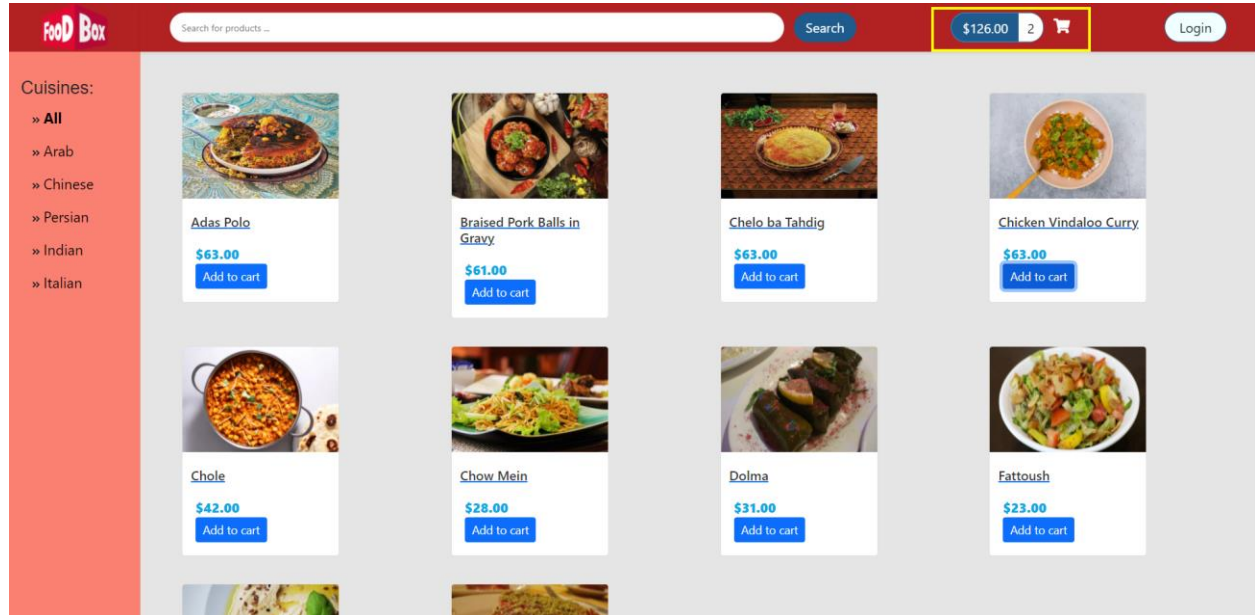 FooD Box
Search for products ...
Search
$126.00 2
Login
Cuisines:
» All
» Arab
» Chinese
» Persian
» Indian
» Italian
Adas Polo
$63.00
Add to cart
Braised Pork Balls in
Gravy
$61.00
Add to cart
Chelo ba Tahdig
$63.00
Add to cart
Chicken Vindaloo Curry
$63.00
Add to cart
Chole
$42.00
Add to cart
Chow Mein
$28.00
Add to cart
Dolma
$31.00
Add to cart
Fattoush
$23.00
Add to cart